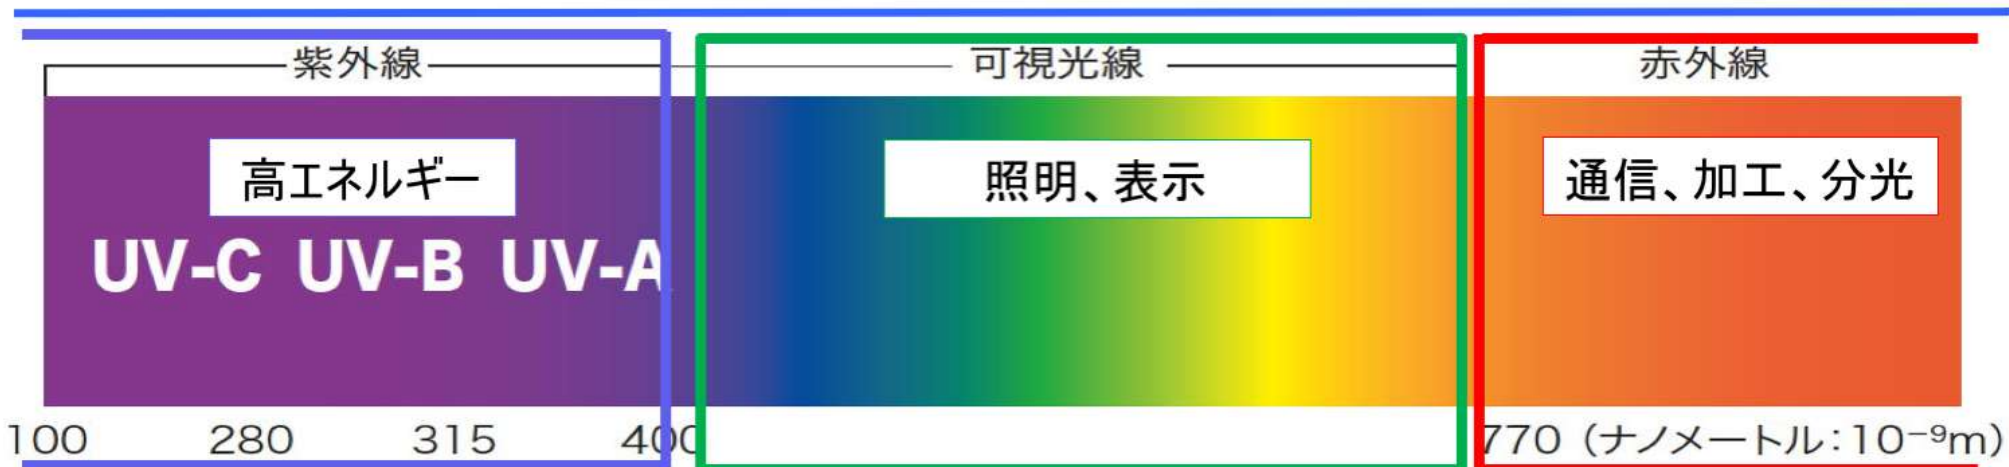 紫外線 可視光線 赤外線
高エネルギー 照明、表示 通信、加工、分光
UV-C UV-B UV-A
100 280 315 400 770 (ナノメートル:10⁻⁹m)